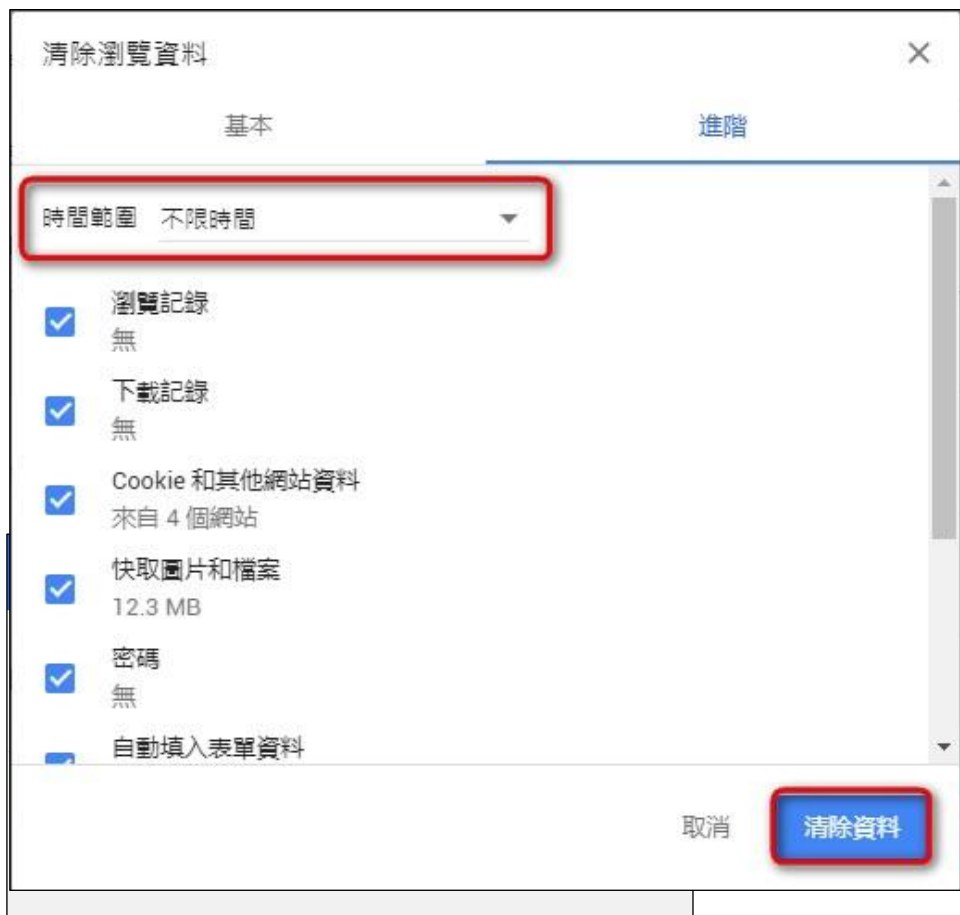 清除瀏覽資料
基本 進階
時間範圍 不限時間
瀏覽記錄
無
下載記錄
無
Cookie 和其他網站資料
來自 4 個網站
快取圖片和檔案
12.3 MB
密碼
無
自動填入表單資料
取消 清除資料